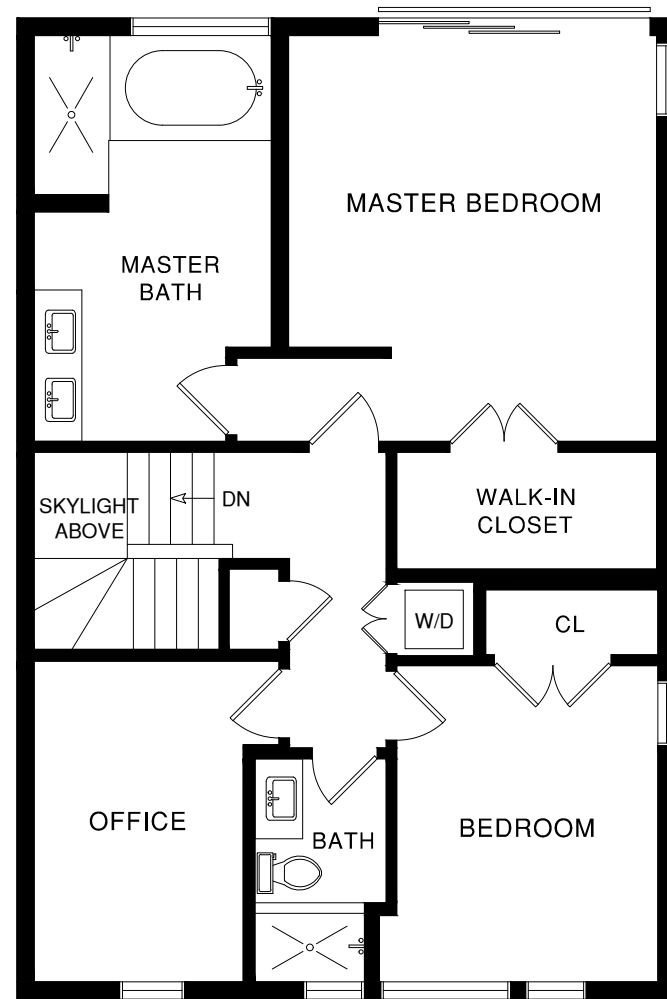 MASTER BEDROOM
MASTER
BATH
SKYLIGHT
ABOVE
DN
WALK-IN
CLOSET
W/D
CL
OFFICE
BATH
BEDROOM